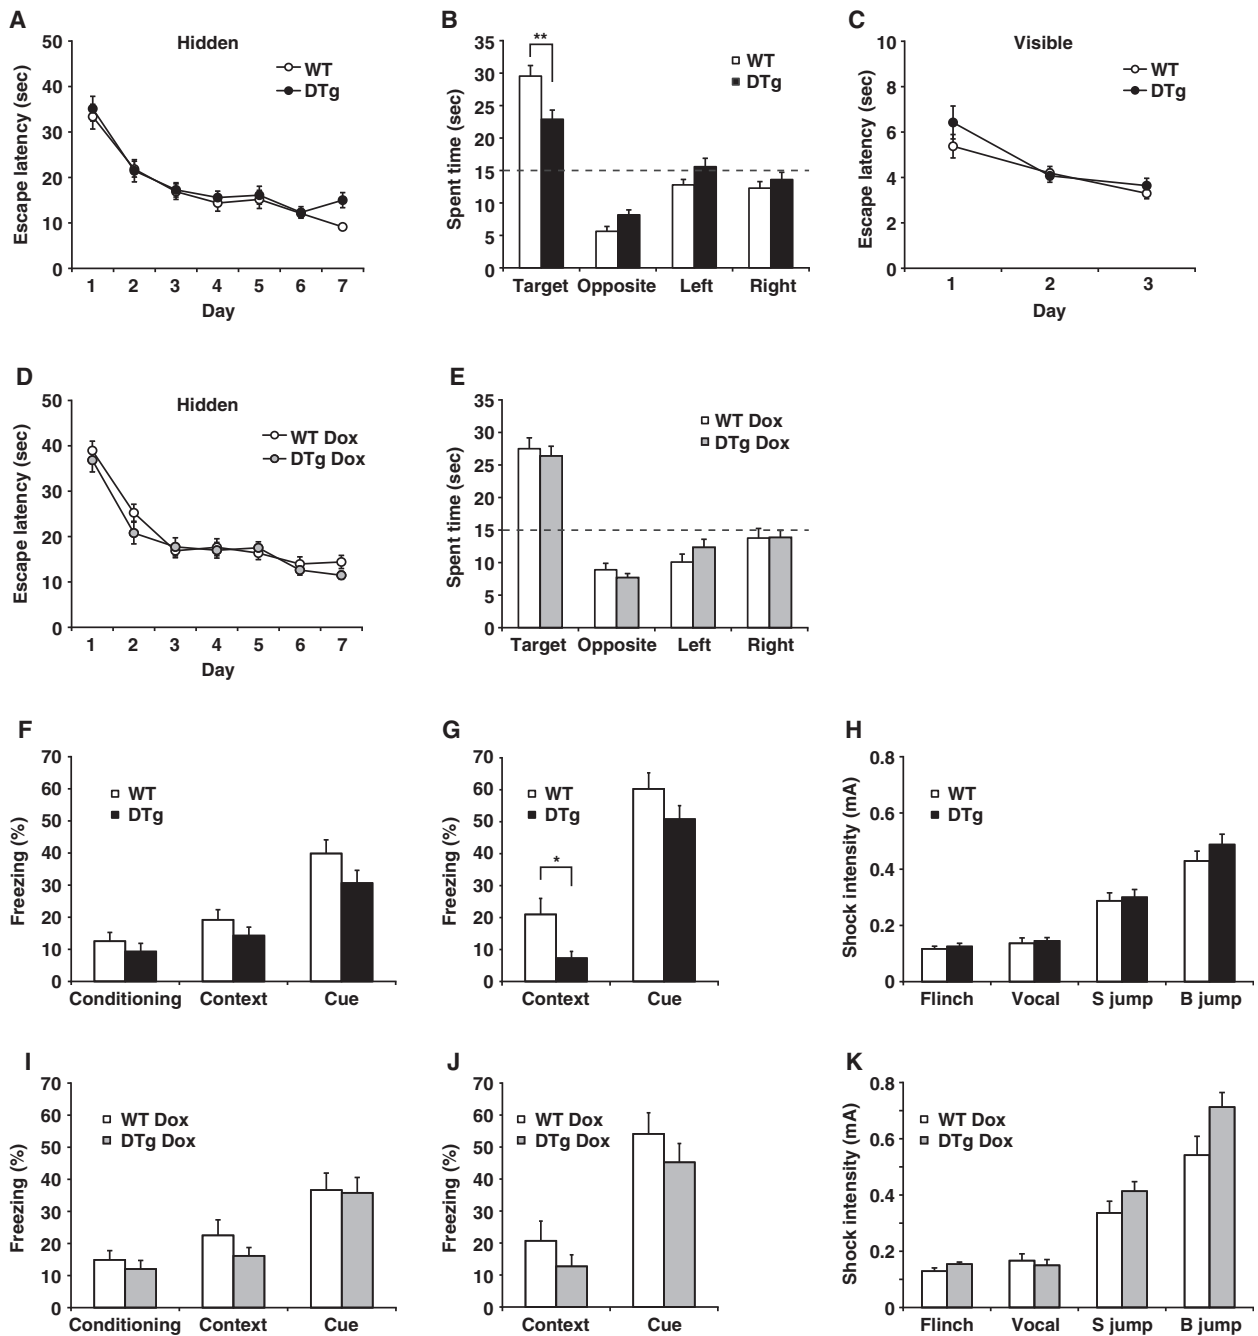 A
Hidden
Escape latency (sec)
50
40
30
20
10
0
WT
DTg
1 2 3 4 5 6 7
Day
B
Spent time (sec)
35
30
25
20
15
10
5
0
**
WT
DTg
Target Opposite Left Right
C
Visible
Escape latency (sec)
10
8
6
4
2
0
WT
DTg
1 2 3
Day
D
Hidden
Escape latency (sec)
50
40
30
20
10
0
WT Dox
DTg Dox
1 2 3 4 5 6 7
Day
E
Spent time (sec)
35
30
25
20
15
10
5
0
WT Dox
DTg Dox
Target Opposite Left Right
F
Freezing (%)
70
60
50
40
30
20
10
0
WT
DTg
Conditioning Context Cue
G
Freezing (%)
70
60
50
40
30
20
10
0
WT
DTg
*
Context Cue
H
Shock intensity (mA)
0.8
0.6
0.4
0.2
0
WT
DTg
Flinch Vocal S jump B jump
I
Freezing (%)
70
60
50
40
30
20
10
0
WT Dox
DTg Dox
Conditioning Context Cue
J
Freezing (%)
70
60
50
40
30
20
10
0
WT Dox
DTg Dox
Context Cue
K
Shock intensity (mA)
0.8
0.6
0.4
0.2
0
WT Dox
DTg Dox
Flinch Vocal S jump B jump